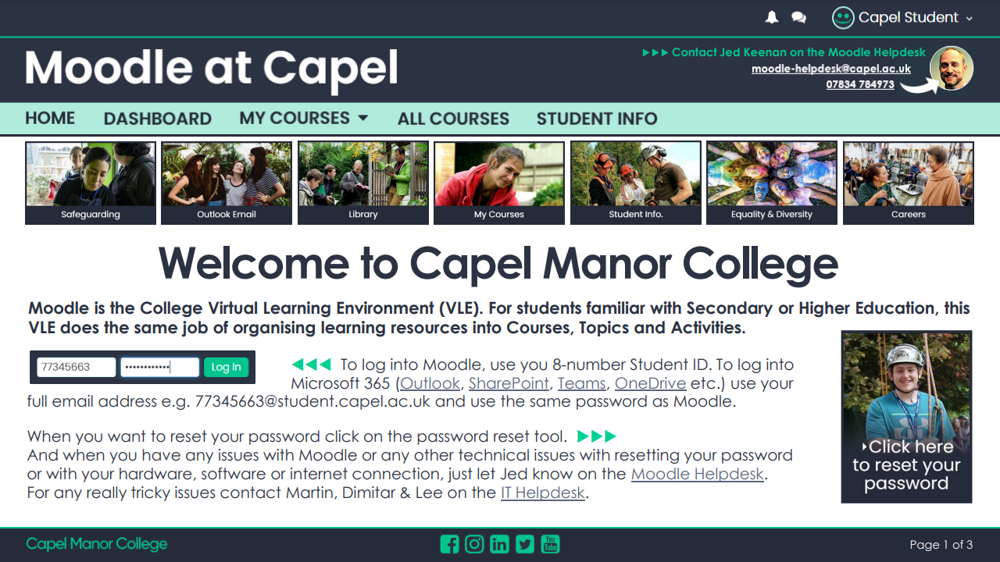 Capel Student
Moodle at Capel
Contact Jed Keenan on the Moodle Helpdesk
moodle-helpdesk@capel.ac.uk
07834 784973
HOME DASHBOARD MY COURSES ALL COURSES STUDENT INFO
Safeguarding Outlook Email Library My Courses Student Info. Equality & Diversity Careers
Welcome to Capel Manor College
Moodle is the College Virtual Learning Environment (VLE). For students familiar with Secondary or Higher Education, this
VLE does the same job of organising learning resources into Courses, Topics and Activities.
77345663 •••••••••••• Log In
To log into Moodle, use you 8-number Student ID. To log into
Microsoft 365 (Outlook, SharePoint, Teams, OneDrive etc.) use your
full email address e.g. 77345663@student.capel.ac.uk and use the same password as Moodle.
When you want to reset your password click on the password reset tool.
And when you have any issues with Moodle or any other technical issues with resetting your password
or with your hardware, software or internet connection, just let Jed know on the Moodle Helpdesk.
For any really tricky issues contact Martin, Dimitar & Lee on the IT Helpdesk.
Click here
to reset your
password
Capel Manor College
You
Tube
Page 1 of 3